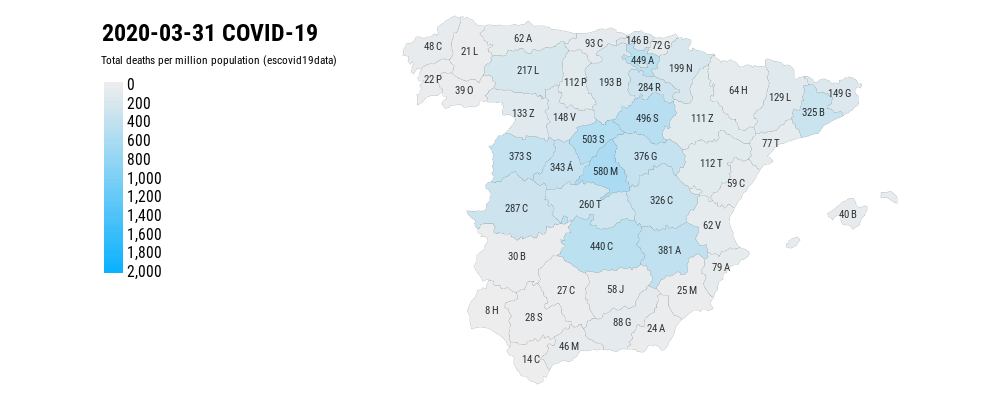 2020-03-31 COVID-19
Total deaths per million population (escovid19data)
0
200
400
600
800
1,000
1,200
1,400
1,600
1,800
2,000
48 C
21 L
62 A
93 C
146 B
72 G
22 P
39 O
217 L
112 P
193 B
449 A
199 N
284 R
64 H
129 L
149 G
325 B
133 Z
148 V
496 S
111 Z
77 T
503 S
373 S
343 Á
580 M
376 G
112 T
59 C
287 C
260 T
326 C
62 V
40 B
30 B
440 C
381 A
79 A
27 C
58 J
25 M
8 H
28 S
88 G
24 A
46 M
14 C